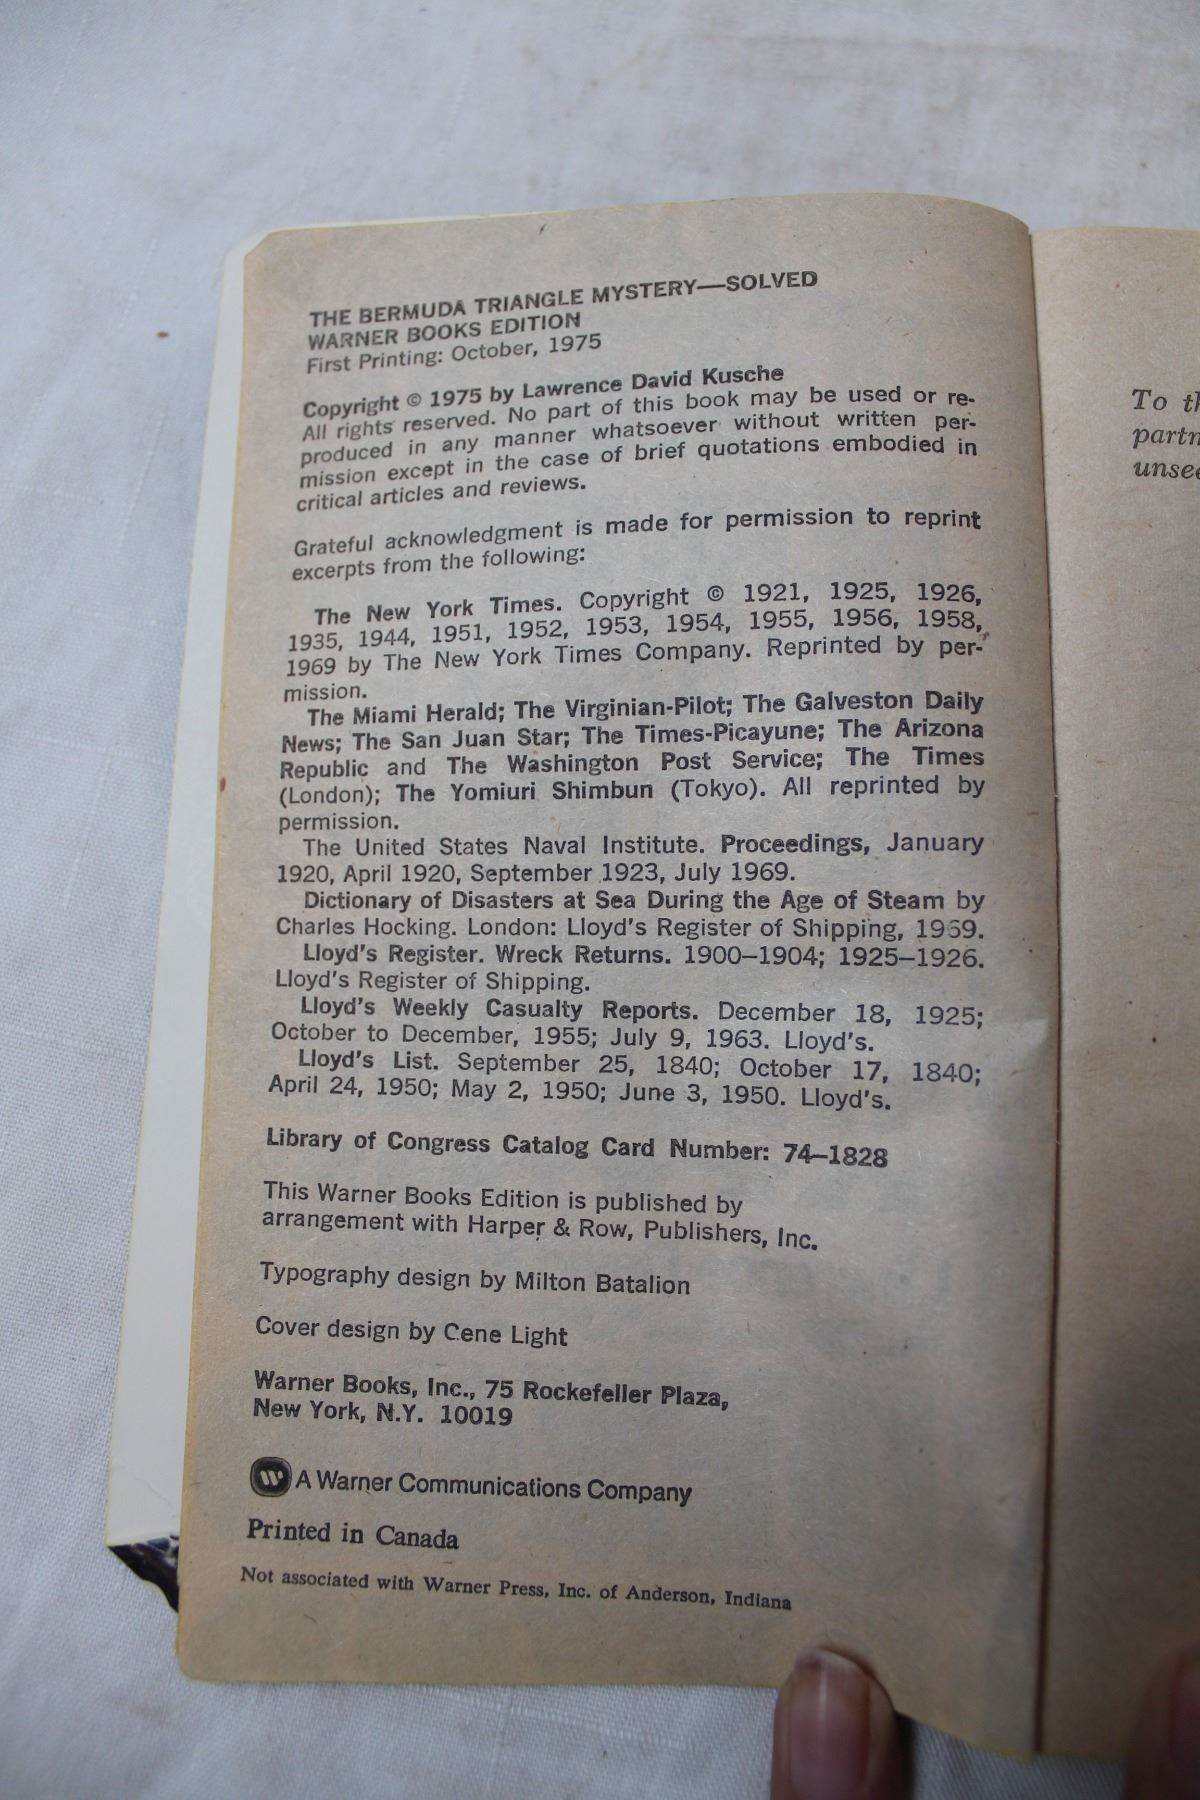 THE BERMUDA TRIANGLE MYSTERY—SOLVED
WARNER BOOKS EDITION
First Printing: October, 1975
Copyright © 1975 by Lawrence David Kusche
All rights reserved. No part of this book may be used or re-
produced in any manner whatsoever without written per-
mission except in the case of brief quotations embodied in
critical articles and reviews.
Grateful acknowledgment is made for permission to reprint
excerpts from the following:
The New York Times. Copyright © 1921, 1925, 1926,
1935, 1944, 1951, 1952, 1953, 1954, 1955, 1956, 1958,
1969 by The New York Times Company. Reprinted by per-
mission.
The Miami Herald; The Virginian-Pilot; The Galveston Daily
News; The San Juan Star; The Times-Picayune; The Arizona
Republic and The Washington Post Service; The Times
(London); The Yomiuri Shimbun (Tokyo). All reprinted by
permission.
The United States Naval Institute. Proceedings, January
1920, April 1920, September 1923, July 1969.
Dictionary of Disasters at Sea During the Age of Steam by
Charles Hocking. London: Lloyd's Register of Shipping, 1969.
Lloyd's Register. Wreck Returns. 1900–1904; 1925–1926.
Lloyd's Register of Shipping.
Lloyd's Weekly Casualty Reports. December 18, 1925;
October to December, 1955; July 9, 1963. Lloyd's.
Lloyd's List. September 25, 1840; October 17, 1840;
April 24, 1950; May 2, 1950; June 3, 1950. Lloyd's.
Library of Congress Catalog Card Number: 74–1828
This Warner Books Edition is published by
arrangement with Harper & Row, Publishers, Inc.
Typography design by Milton Batalion
Cover design by Gene Light
Warner Books, Inc., 75 Rockefeller Plaza,
New York, N.Y. 10019
W A Warner Communications Company
Printed in Canada
Not associated with Warner Press, Inc. of Anderson, Indiana
To